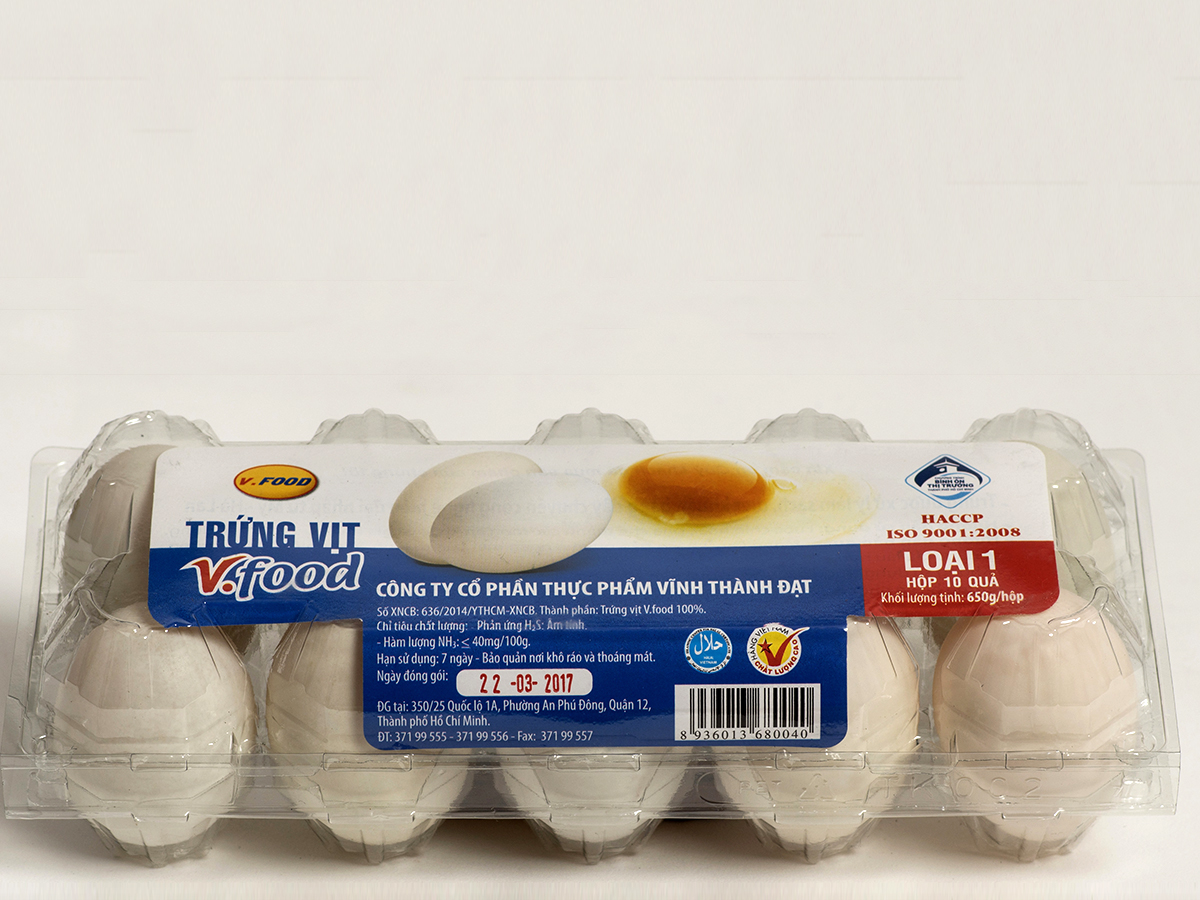 V.FOOD
TRỨNG VỊT
V.food
BÌNH ỔN
THỊ TRƯỜNG
HACCP
ISO 9001:2008
LOẠI 1
HỘP 10 QUẢ
Khối lượng tịnh: 650g/hộp
CÔNG TY CỔ PHẦN THỰC PHẨM VĨNH THÀNH ĐẠT
Số XNCB: 636/2014/YTHCM-XNCB. Thành phần: Trứng vịt V.food 100%.
Chỉ tiêu chất lượng: Phản ứng H₂S: Âm tính.
- Hàm lượng NH₃: ≤ 40mg/100g.
Hạn sử dụng: 7 ngày - Bảo quản nơi khô ráo và thoáng mát.
Ngày đóng gói: 22 -03- 2017
ĐG tại: 350/25 Quốc lộ 1A, Phường An Phú Đông, Quận 12,
Thành phố Hồ Chí Minh.
ĐT: 371 99 555 - 371 99 556 - Fax: 371 99 557
حلال
HÀNG VIỆT NAM
CHẤT LƯỢNG CAO
8 936013 680040